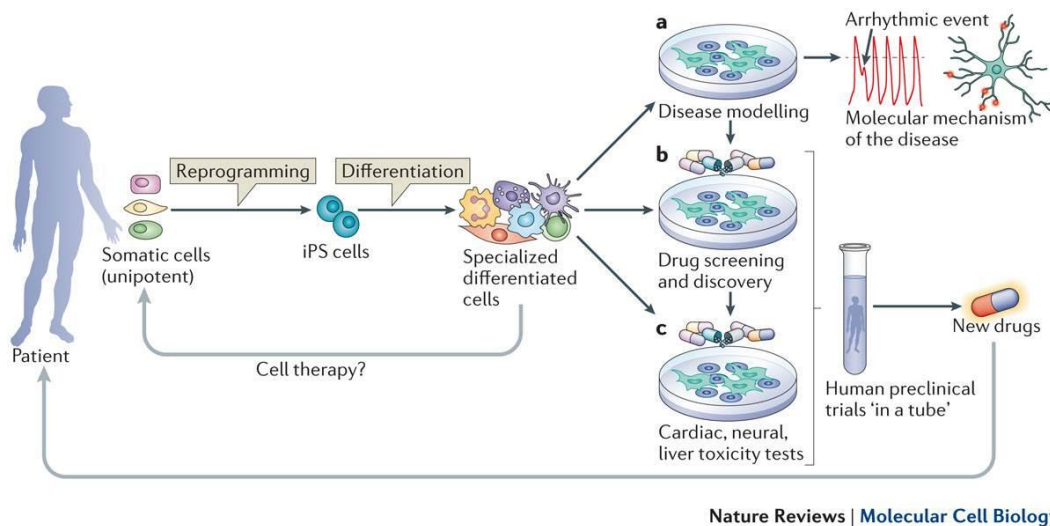 a
Arrhythmic event
Disease modelling
Molecular mechanism
of the disease
Reprogramming
Differentiation
b
Somatic cells
(unipotent)
iPS cells
Specialized
differentiated
cells
Drug screening
and discovery
c
New drugs
Patient
Cell therapy?
Human preclinical
trials 'in a tube'
Cardiac, neural,
liver toxicity tests
Nature Reviews | Molecular Cell Biology